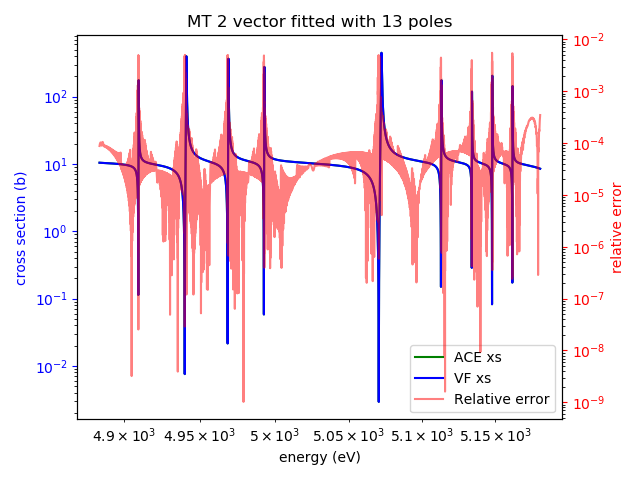 MT 2 vector fitted with 13 poles
10²
10¹
10⁰
10⁻¹
10⁻²
cross section (b)
10⁻²
10⁻³
10⁻⁴
10⁻⁵
10⁻⁶
10⁻⁷
10⁻⁸
10⁻⁹
relative error
ACE xs
VF xs
Relative error
4.9 × 10³ 4.95 × 10³ 5 × 10³ 5.05 × 10³ 5.1 × 10³ 5.15 × 10³
energy (eV)